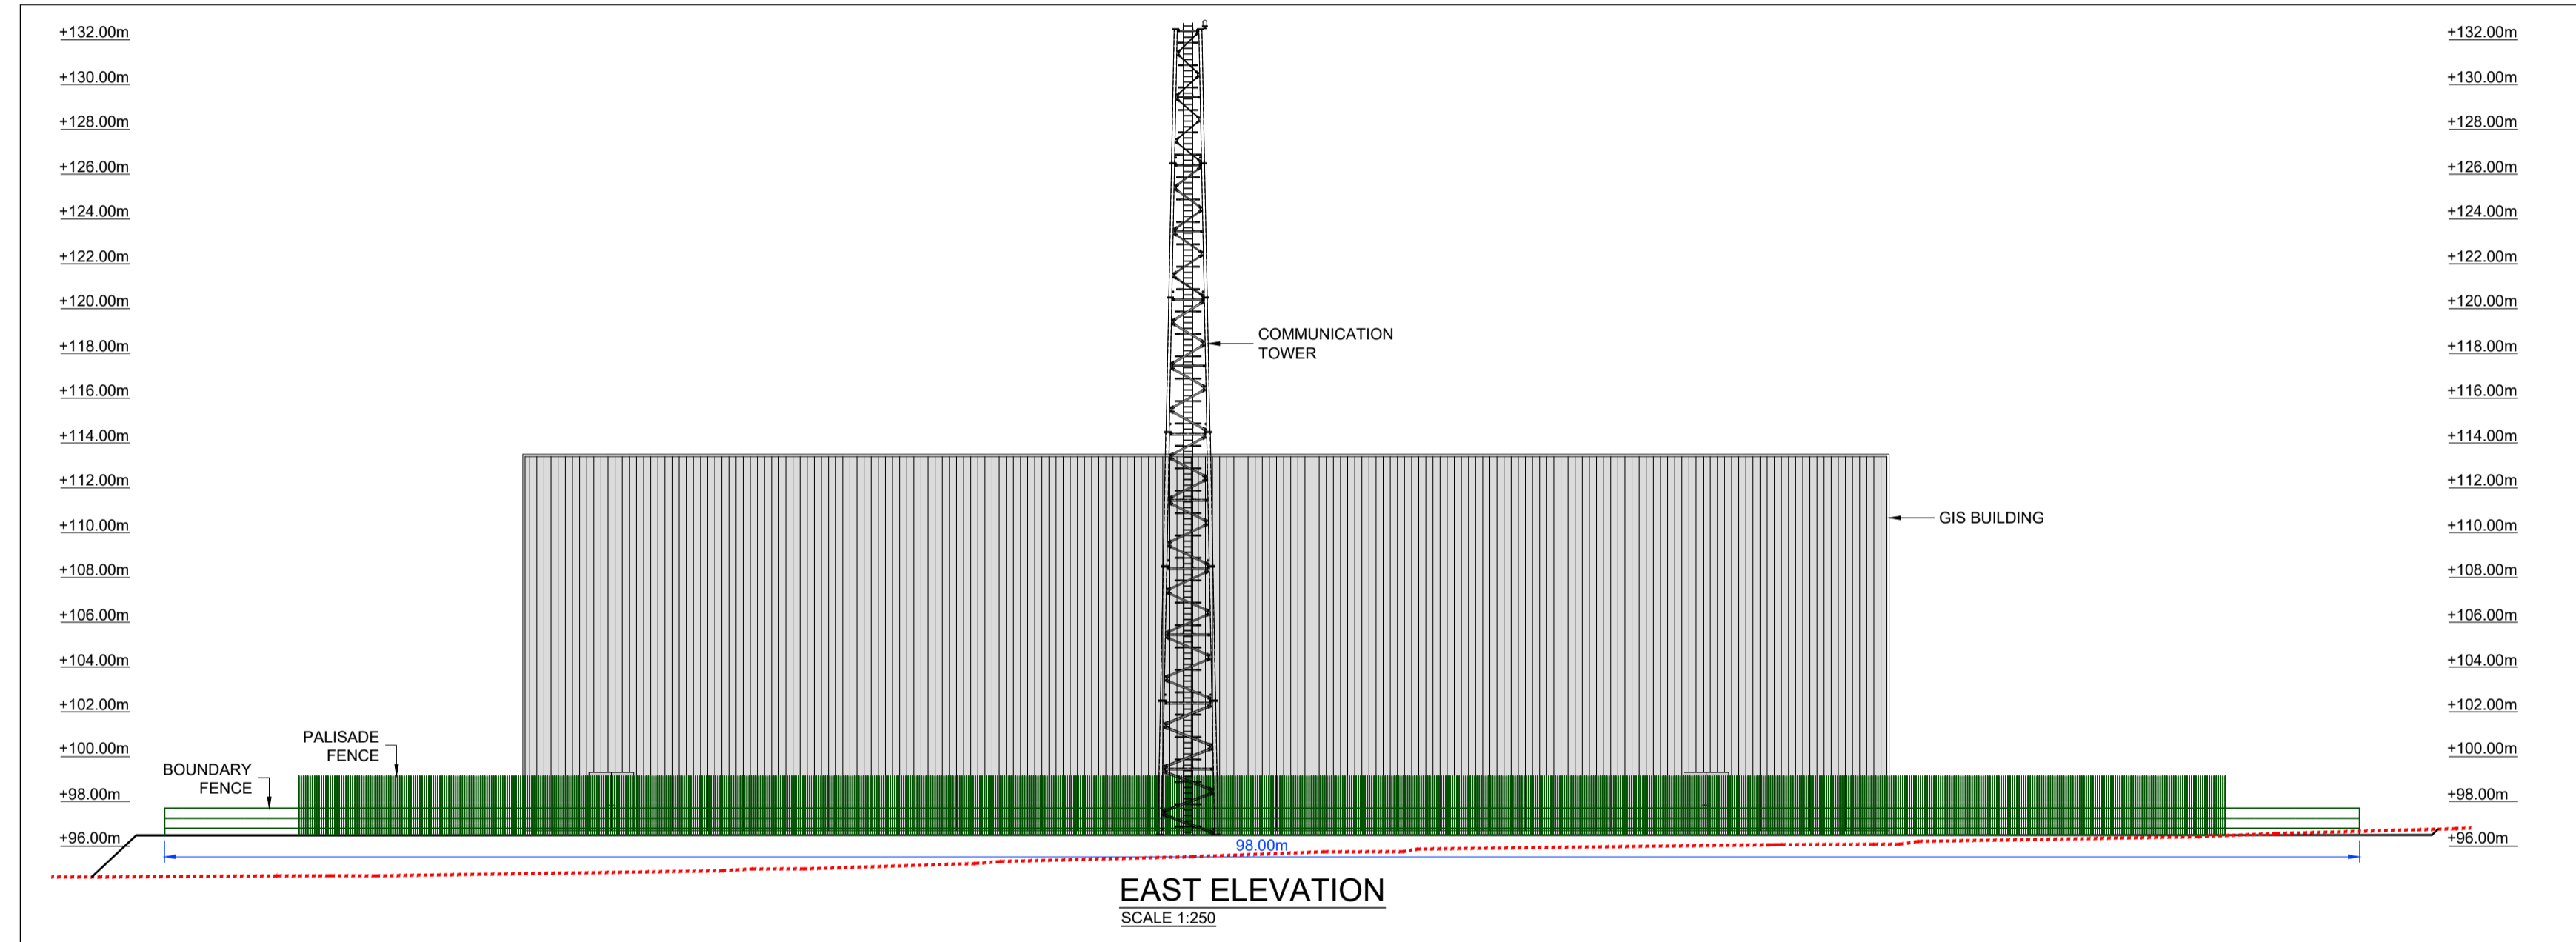 +132.00m +132.00m
+130.00m +130.00m
+128.00m +128.00m
+126.00m +126.00m
+124.00m +124.00m
+122.00m +122.00m
+120.00m +120.00m
COMMUNICATION
TOWER
+118.00m +118.00m
+116.00m +116.00m
+114.00m +114.00m
+112.00m +112.00m
GIS BUILDING
+110.00m +110.00m
+108.00m +108.00m
+106.00m +106.00m
+104.00m +104.00m
+102.00m +102.00m
PALISADE
FENCE
+100.00m +100.00m
BOUNDARY
FENCE
+98.00m +98.00m
+96.00m +96.00m
98.00m
EAST ELEVATION
SCALE 1:250